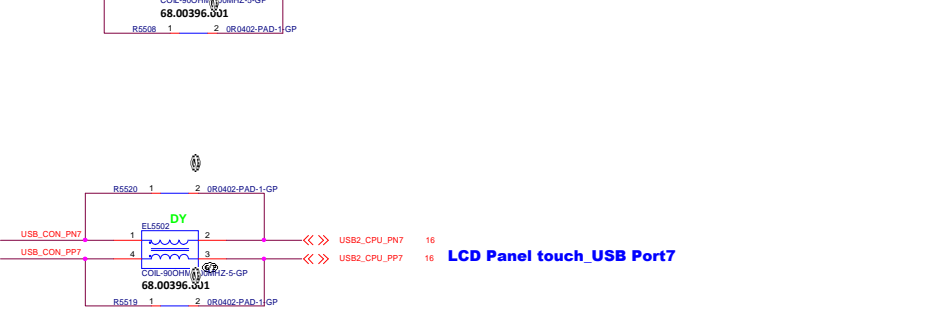 68.00396.001
R5508 1 2 0R0402-PAD-1-GP
R5520 1 2 0R0402-PAD-1-GP
DY
EL5502
USB_CON_PN7 1 2 USB2_CPU_PN7 16
USB_CON_PP7 4 3 USB2_CPU_PP7 16
LCD Panel touch_USB Port7
68.00396.001
R5519 1 2 0R0402-PAD-1-GP